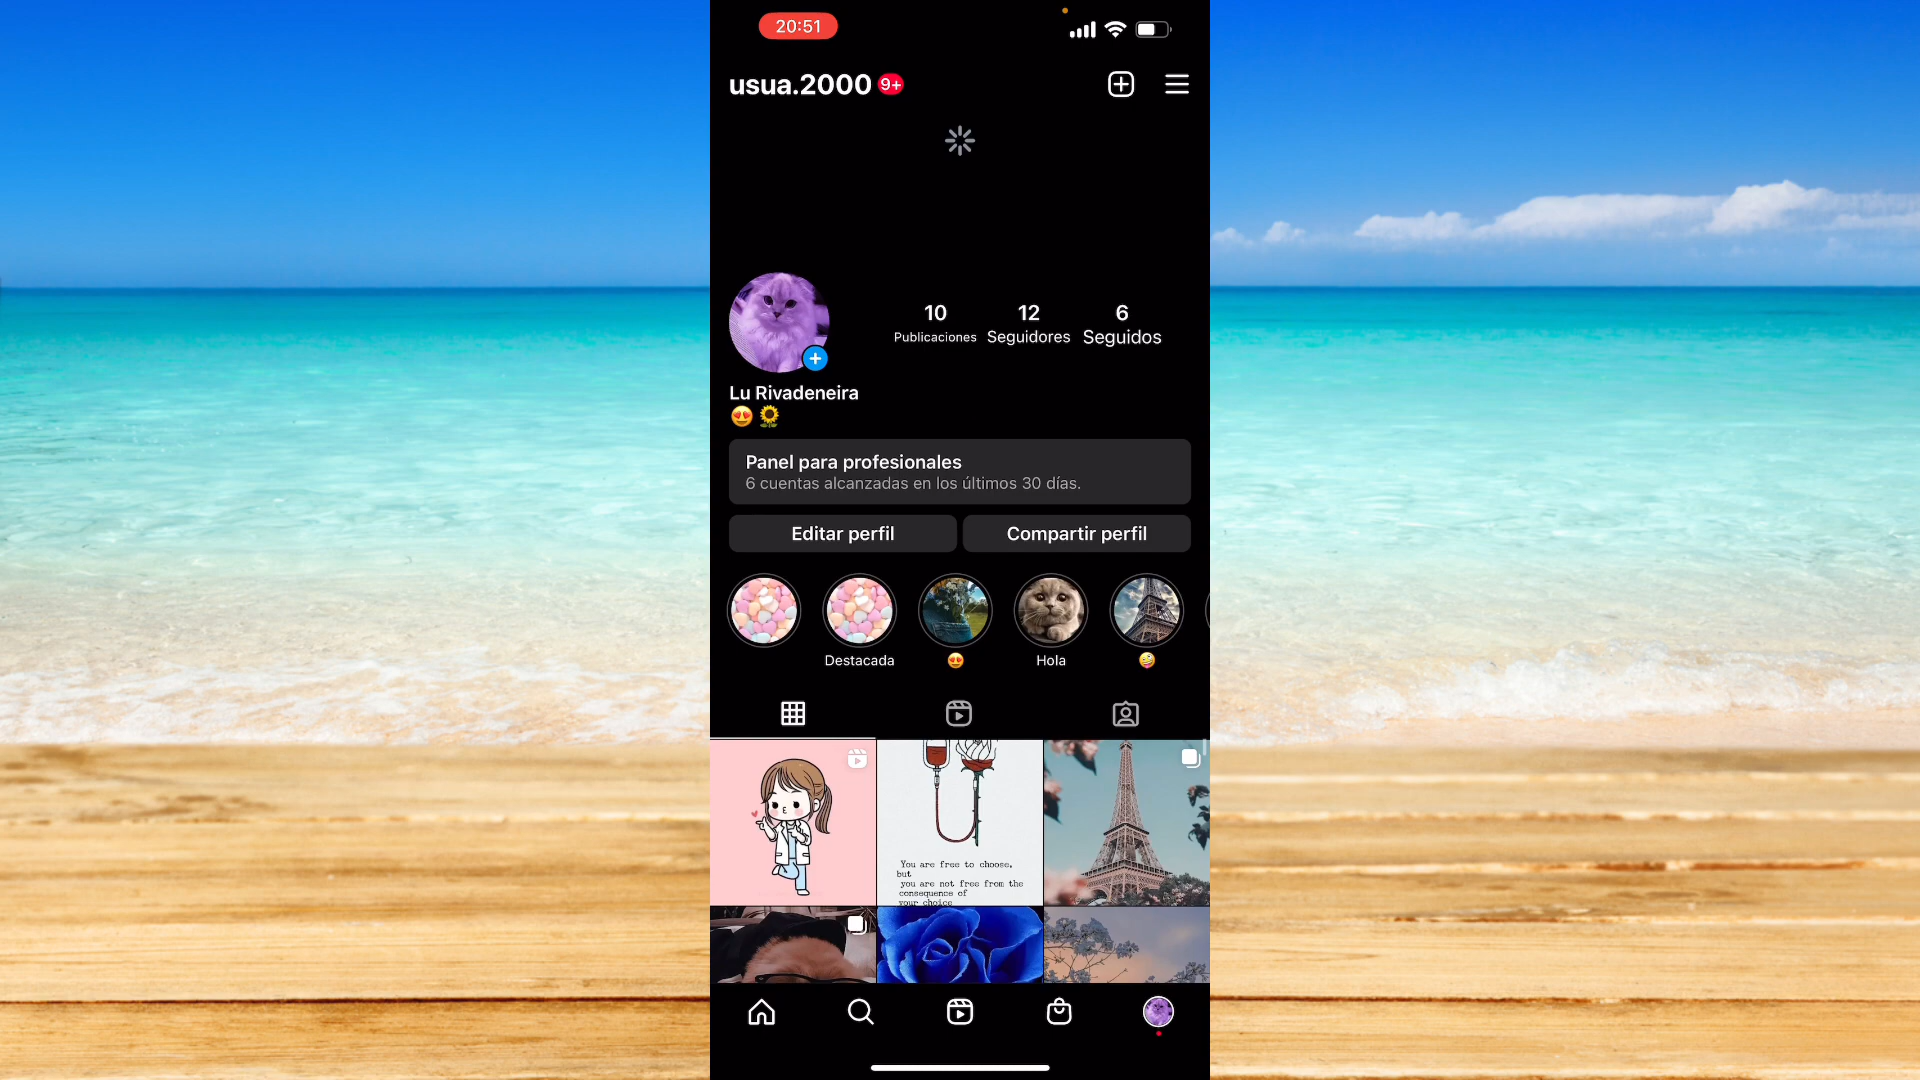 20:51
usua.2000 9+
10 12 6
Publicaciones Seguidores Seguidos
Lu Rivadeneira
😍🌻
Panel para profesionales
6 cuentas alcanzadas en los últimos 30 días.
Editar perfil Compartir perfil
Destacada 😍 Hola 🤪
You are free to choose,
but
you are not free from the
consequence of
your choice